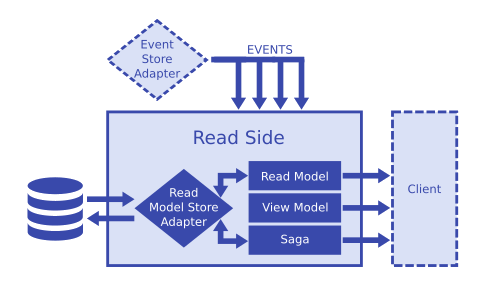 Event
Store
Adapter
EVENTS
Read Side
Read
Model Store
Adapter
Read Model
View Model
Saga
Client